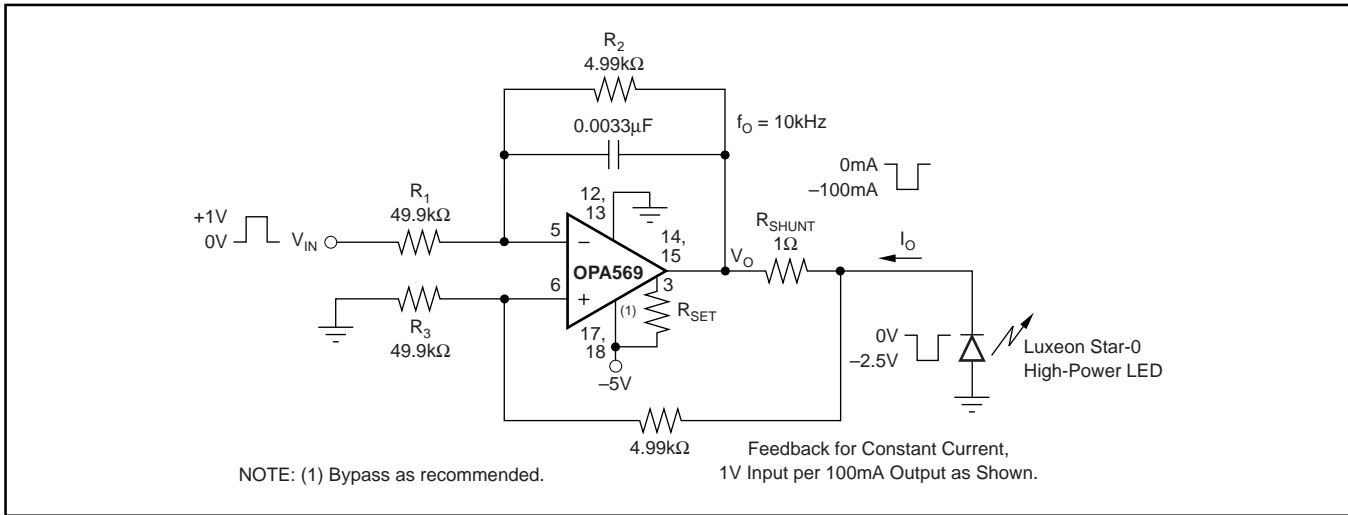 R2
4.99kΩ
fO = 10kHz
0.0033µF
0mA
–100mA
R1
49.9kΩ
12,
13
+1V
0V
VIN
5
–
14,
15
RSHUNT
1Ω
IO
VO
OPA569
3
6
+
(1)
RSET
R3
49.9kΩ
17,
18
–5V
0V
–2.5V
Luxeon Star-0
High-Power LED
4.99kΩ
Feedback for Constant Current,
1V Input per 100mA Output as Shown.
NOTE: (1) Bypass as recommended.